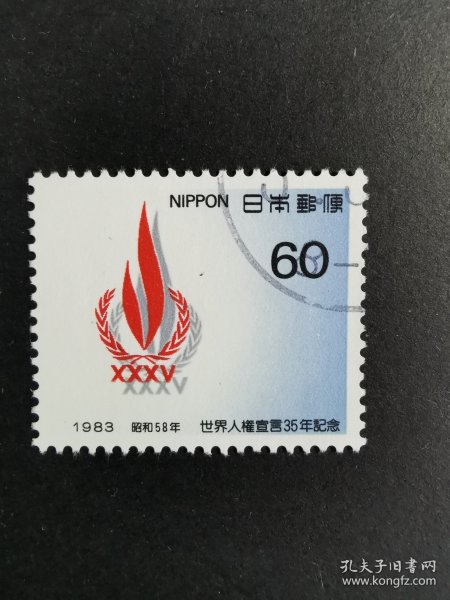 NIPPON 日本郵便
60
XXXV
XXXV
1983 昭和58年 世界人権宣言35年記念
孔夫子旧书网
www.kongfz.com